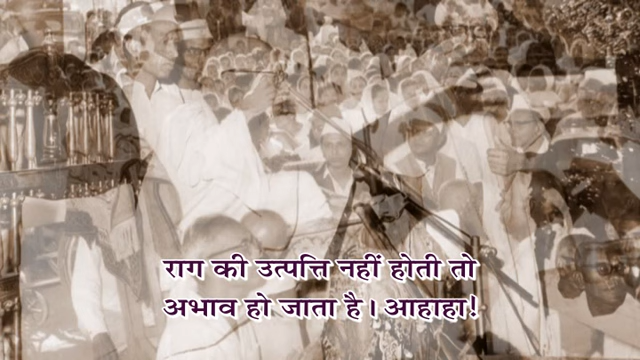 राग की उत्पत्ति नहीं होती तो
अभाव हो जाता है। आहाहा!